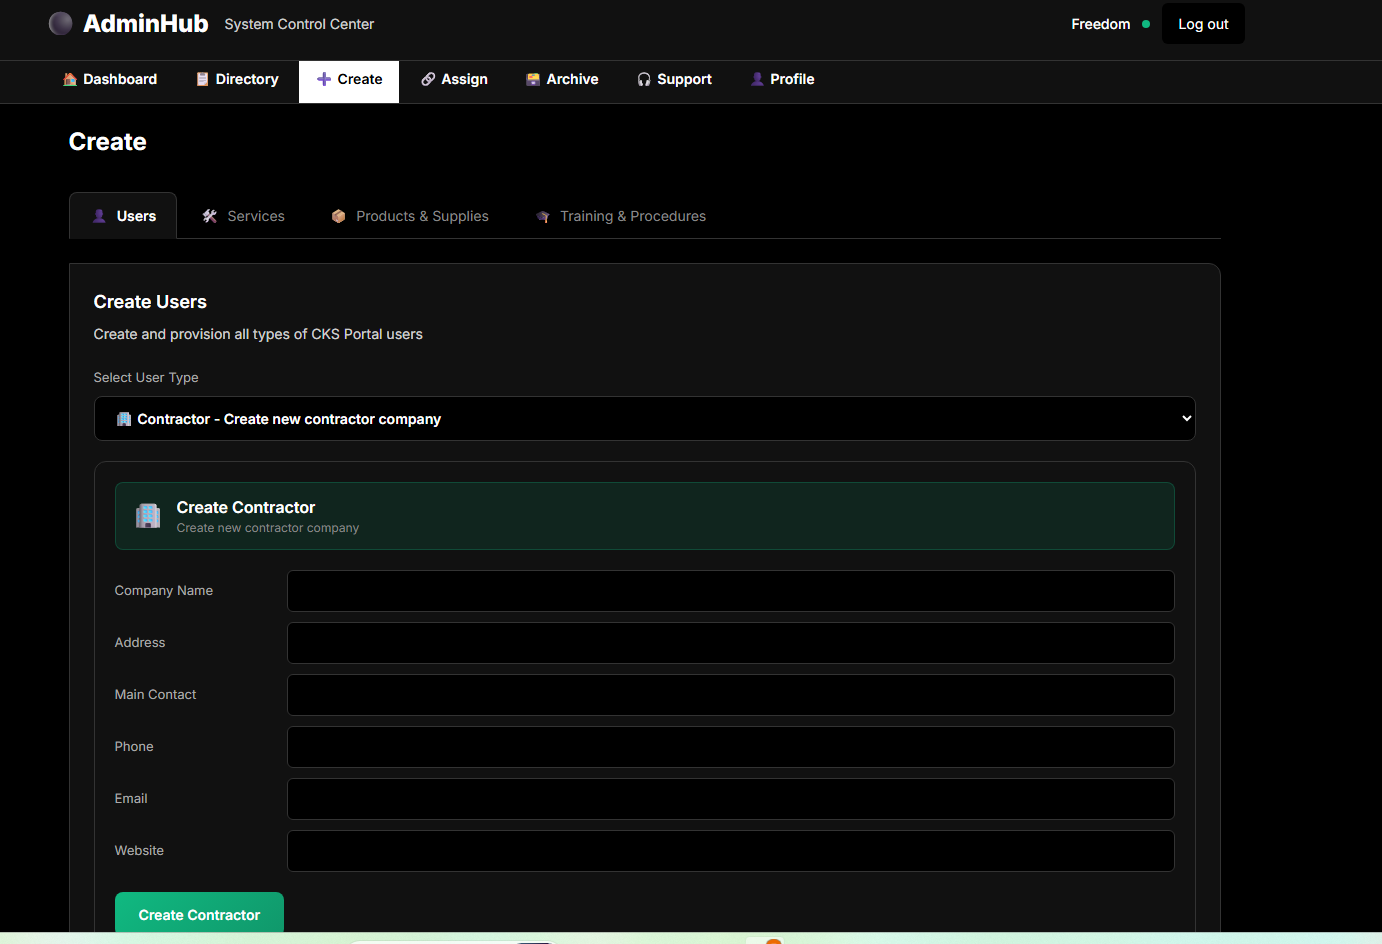 AdminHub System Control Center
Freedom Log out
Dashboard Directory Create Assign Archive Support Profile
Create
Users Services Products & Supplies Training & Procedures
Create Users
Create and provision all types of CKS Portal users
Select User Type
Contractor - Create new contractor company
Create Contractor
Create new contractor company
Company Name
Address
Main Contact
Phone
Email
Website
Create Contractor